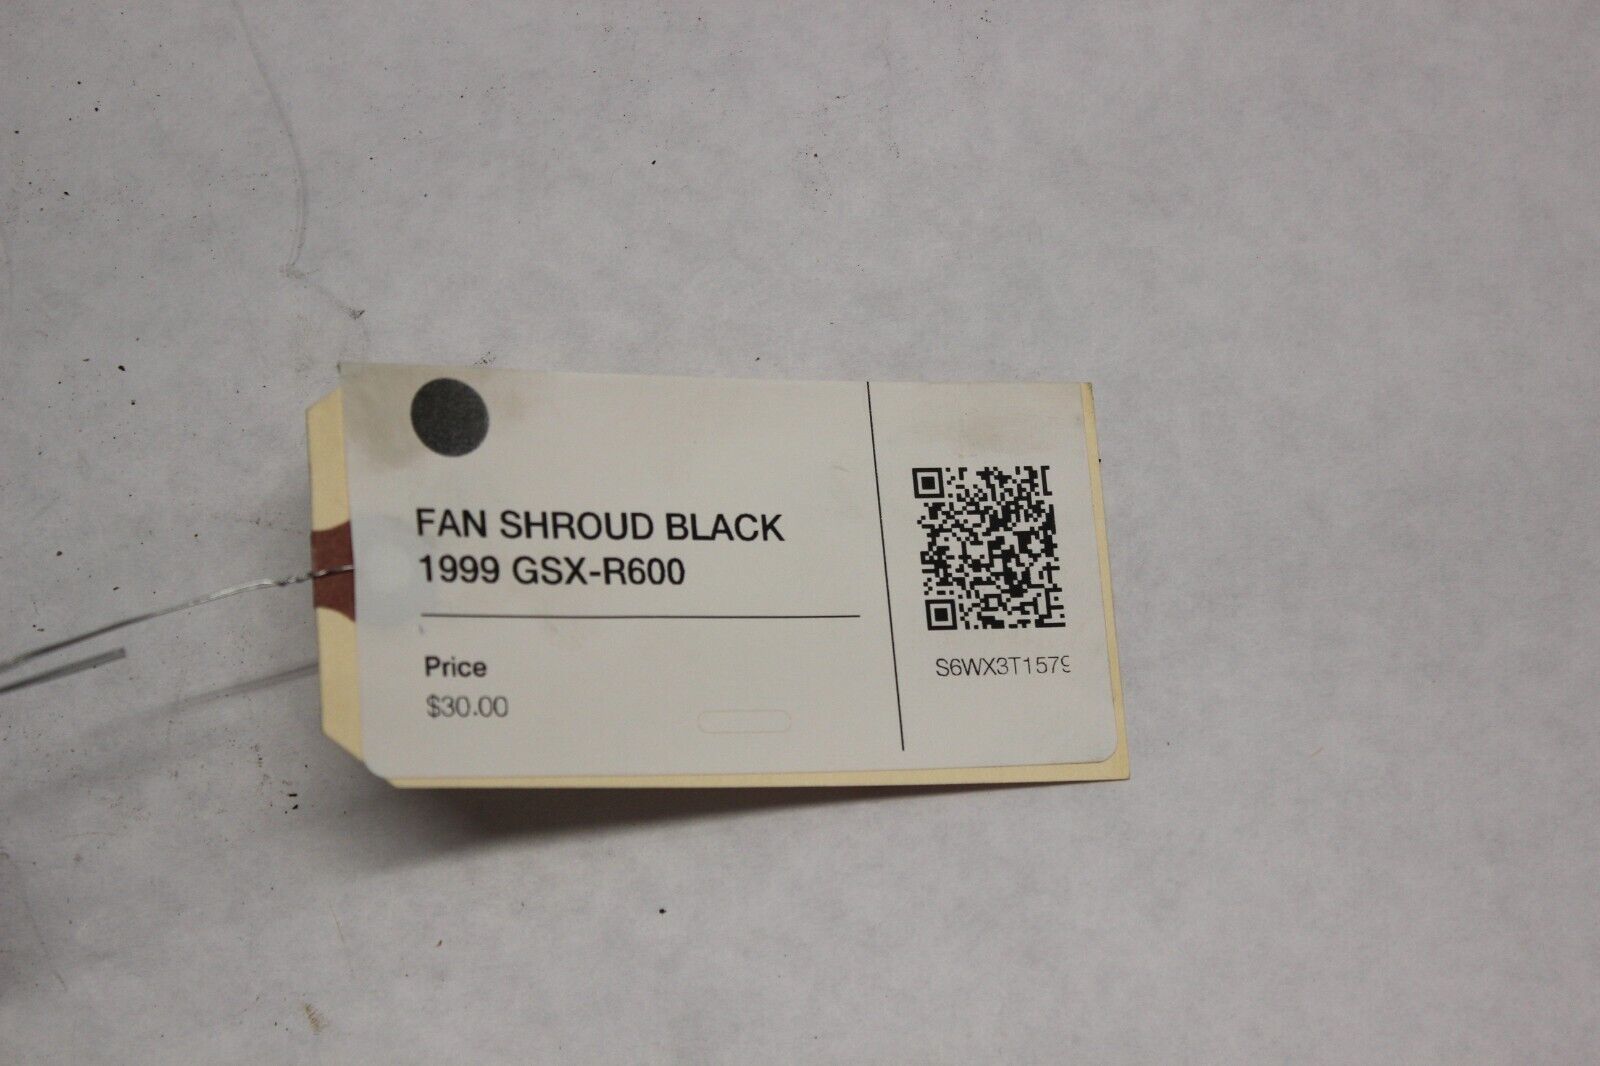 FAN SHROUD BLACK
1999 GSX-R600
Price
$30.00
S6WX3T1579